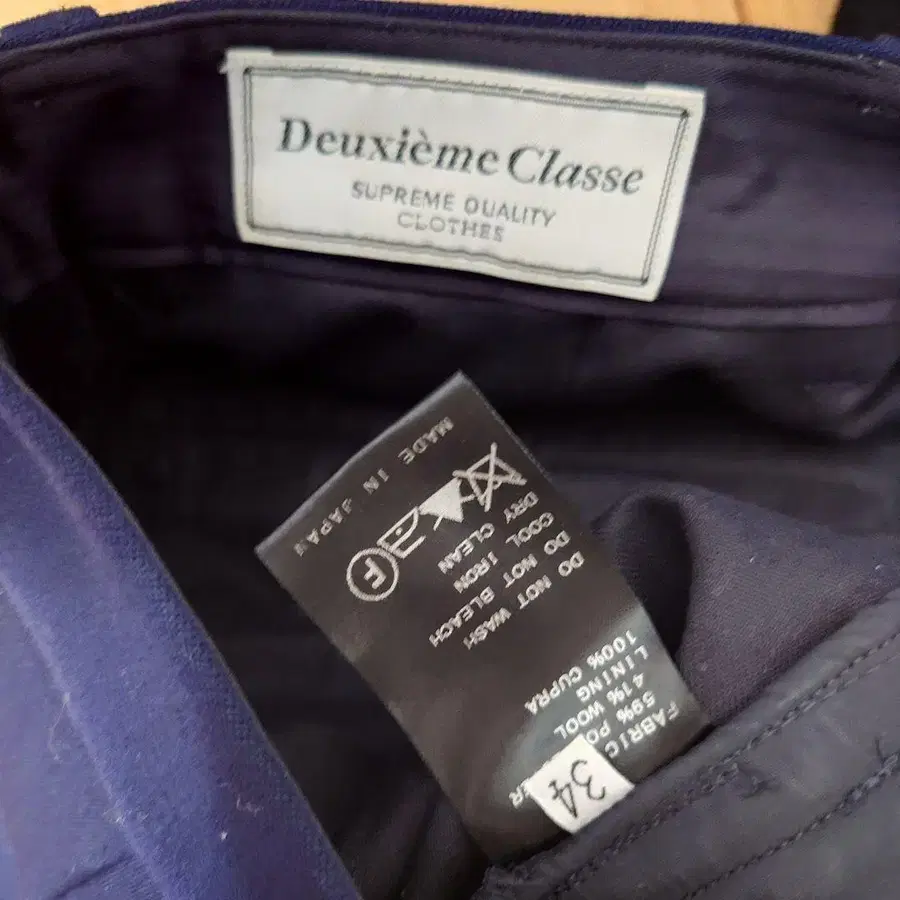 Deuxième Classe
SUPREME QUALITY
CLOTHES
34
FABRIC
59%
41% WOOL
LINING
100% CUPRA
DO NOT WASH
DO NOT BLEACH
COOL IRON
DRY CLEAN
F
MADE IN JAPAN